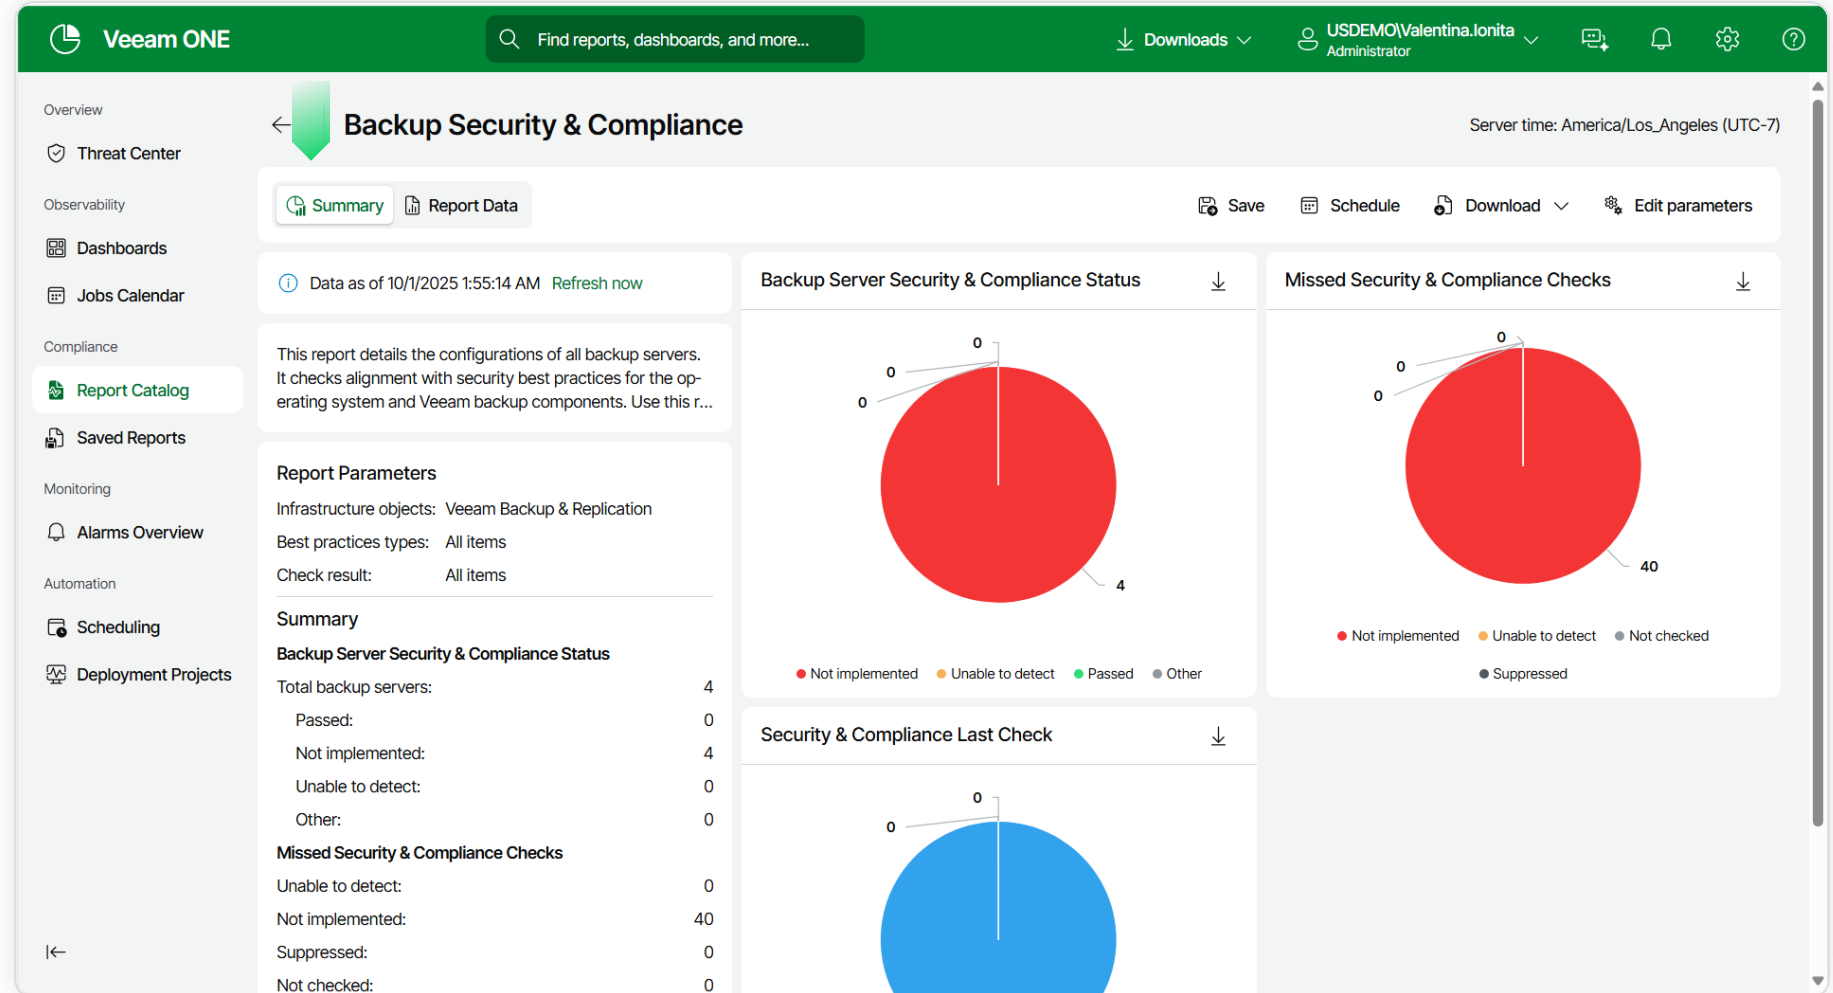 Veeam ONE
Find reports, dashboards, and more...
Downloads
USDEMO\Valentina.Ionita
Administrator
Overview
Threat Center
Observability
Dashboards
Jobs Calendar
Compliance
Report Catalog
Saved Reports
Monitoring
Alarms Overview
Automation
Scheduling
Deployment Projects
Backup Security & Compliance
Server time: America/Los_Angeles (UTC-7)
Summary
Report Data
Save
Schedule
Download
Edit parameters
Data as of 10/1/2025 1:55:14 AM Refresh now
This report details the configurations of all backup servers.
It checks alignment with security best practices for the op-
erating system and Veeam backup components. Use this r...
Report Parameters
Infrastructure objects: Veeam Backup & Replication
Best practices types: All items
Check result: All items
Summary
Backup Server Security & Compliance Status
Total backup servers: 4
Passed: 0
Not implemented: 4
Unable to detect: 0
Other: 0
Missed Security & Compliance Checks
Unable to detect: 0
Not implemented: 40
Suppressed: 0
Not checked: 0
Backup Server Security & Compliance Status
0
0
0
4
Not implemented Unable to detect Passed Other
Missed Security & Compliance Checks
0
0
0
40
Not implemented Unable to detect Not checked
Suppressed
Security & Compliance Last Check
0
0